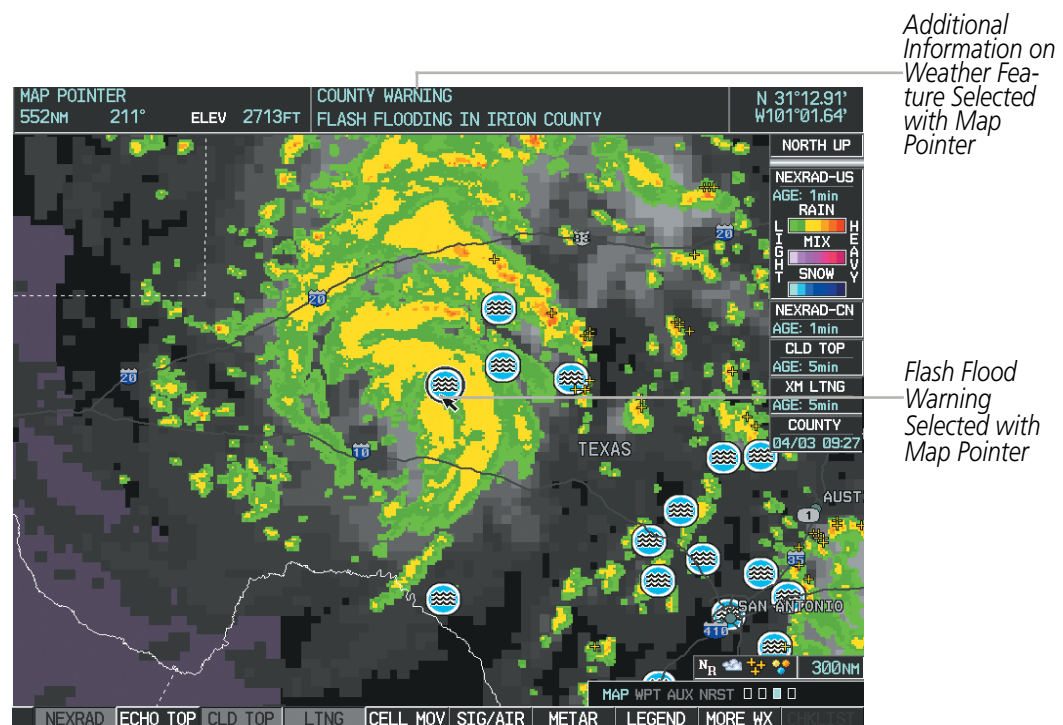 Additional
Information on
Weather Fea-
ture Selected
with Map
Pointer
MAP POINTER
552NM 211° ELEV 2713FT
COUNTY WARNING
FLASH FLOODING IN IRION COUNTY
N 31°12.91'
W101°01.64'
NORTH UP
NEXRAD-US
AGE: 1min
RAIN
LIGHT
HEAVY
MIX
SNOW
NEXRAD-CN
AGE: 1min
CLD TOP
AGE: 5min
XM LTNG
AGE: 5min
COUNTY
04/03 09:27
Flash Flood
Warning
Selected with
Map Pointer
83
20
20
20
10
TEXAS
AUST
1
35
SAN ANTONIO
410
NR
300NM
MAP WPT AUX NRST
NEXRAD ECHO TOP CLD TOP LTNG CELL MOV SIG/AIR METAR LEGEND MORE WX CHKLIST